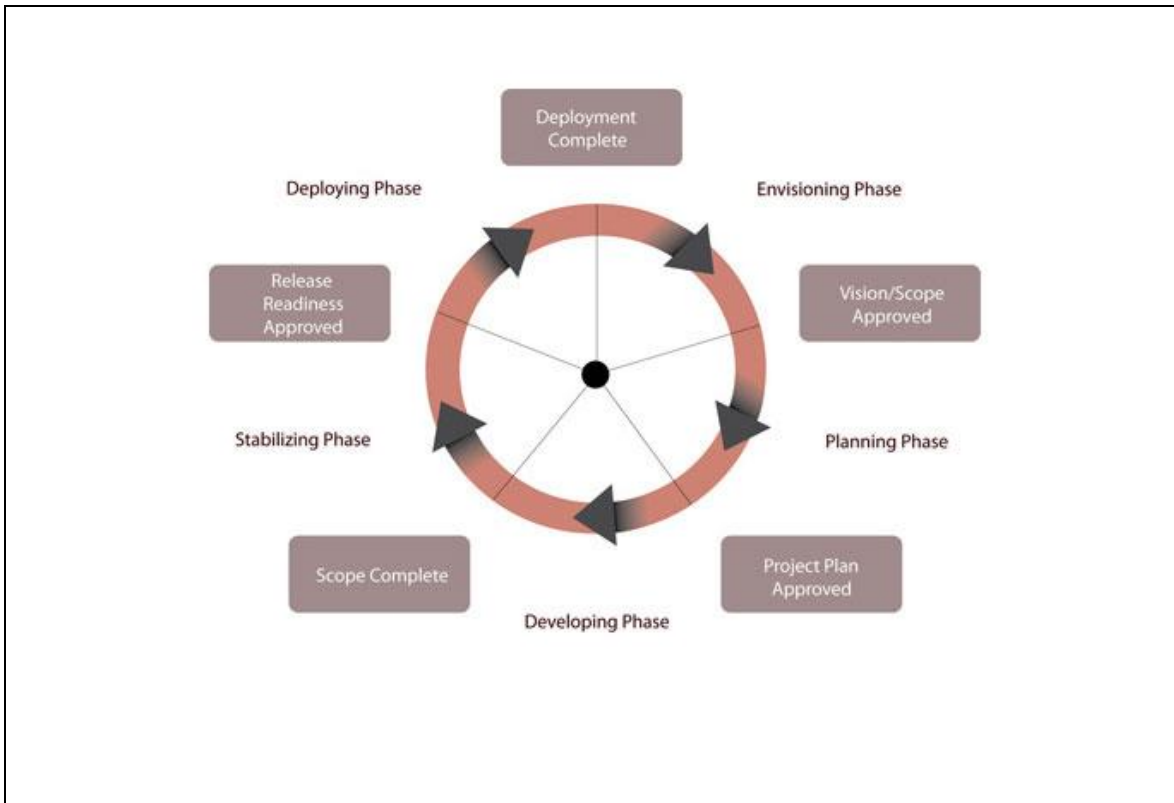 Deployment
Complete
Deploying Phase
Envisioning Phase
Release
Readiness
Approved
Vision/Scope
Approved
Stabilizing Phase
Planning Phase
Scope Complete
Project Plan
Approved
Developing Phase